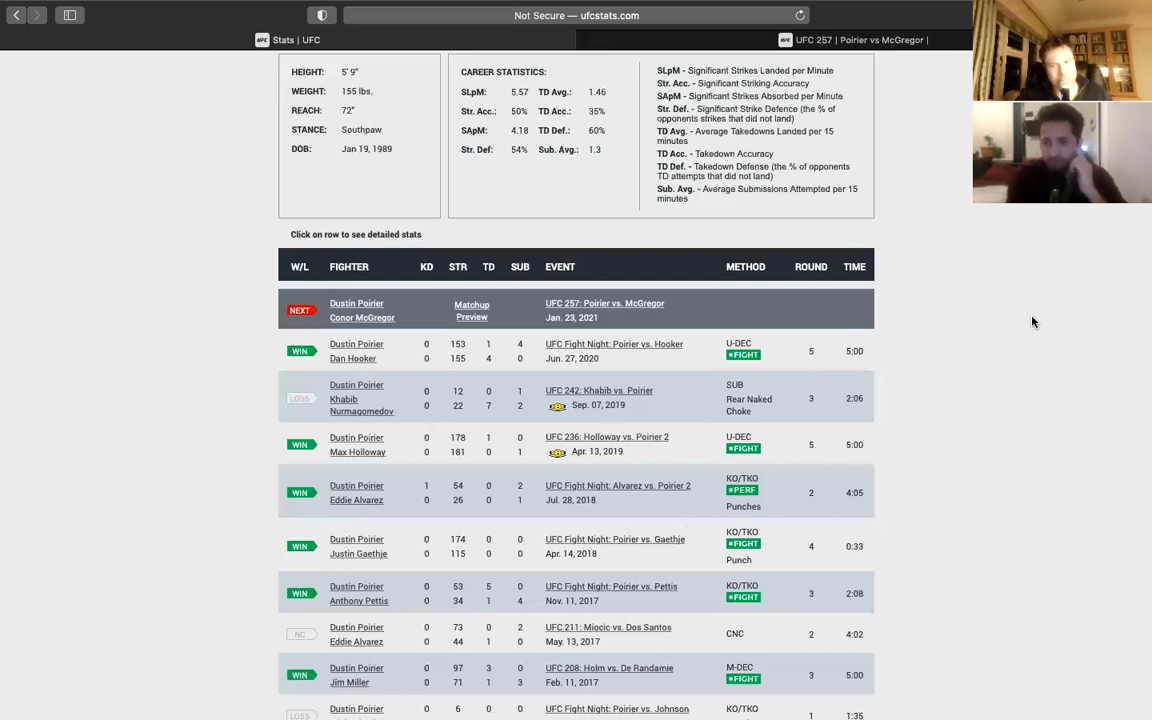 Not Secure — ufcstats.com
Stats | UFC
UFC 257 | Poirier vs McGregor |
HEIGHT: 5' 9"
WEIGHT: 155 lbs.
REACH: 72"
STANCE: Southpaw
DOB: Jan 19, 1989
CAREER STATISTICS:
SLpM: 5.57 TD Avg.: 1.46
Str. Acc.: 50% TD Acc.: 35%
SApM: 4.18 TD Def.: 60%
Str. Def: 54% Sub. Avg.: 1.3
SLpM - Significant Strikes Landed per Minute
Str. Acc. - Significant Striking Accuracy
SApM - Significant Strikes Absorbed per Minute
Str. Def. - Significant Strike Defence (the % of
opponents strikes that did not land)
TD Avg. - Average Takedowns Landed per 15
minutes
TD Acc. - Takedown Accuracy
TD Def. - Takedown Defense (the % of opponents
TD attempts that did not land)
Sub. Avg. - Average Submissions Attempted per 15
minutes
Click on row to see detailed stats
W/L FIGHTER KD STR TD SUB EVENT METHOD ROUND TIME
NEXT
Dustin Poirier
Conor McGregor
Matchup
Preview
UFC 257: Poirier vs. McGregor
Jan. 23, 2021
WIN
Dustin Poirier 0 153 1 4 UFC Fight Night: Poirier vs. Hooker U-DEC
Dan Hooker 0 155 4 0 Jun. 27, 2020 FIGHT
5 5:00
LOSS
Dustin Poirier 0 12 0 1 UFC 242: Khabib vs. Poirier SUB
Khabib
Nurmagomedov
0 22 7 2 Sep. 07, 2019
Rear Naked
Choke
3 2:06
WIN
Dustin Poirier 0 178 1 0 UFC 236: Holloway vs. Poirier 2 U-DEC
Max Holloway 0 181 0 1 Apr. 13, 2019 FIGHT
5 5:00
WIN
Dustin Poirier 1 54 0 2 UFC Fight Night: Alvarez vs. Poirier 2 KO/TKO
PERF
Eddie Alvarez 0 26 0 1 Jul. 28, 2018 Punches
2 4:05
WIN
Dustin Poirier 0 174 0 0 UFC Fight Night: Poirier vs. Gaethje KO/TKO
FIGHT
Justin Gaethje 0 115 0 0 Apr. 14, 2018 Punch
4 0:33
WIN
Dustin Poirier 0 53 5 0 UFC Fight Night: Poirier vs. Pettis KO/TKO
Anthony Pettis 0 34 1 4 Nov. 11, 2017 FIGHT
3 2:08
NC
Dustin Poirier 0 73 0 2 UFC 211: Miocic vs. Dos Santos CNC
Eddie Alvarez 0 44 1 0 May. 13, 2017
2 4:02
WIN
Dustin Poirier 0 97 3 0 UFC 208: Holm vs. De Randamie M-DEC
Jim Miller 0 71 1 3 Feb. 11, 2017 FIGHT
3 5:00
LOSS
Dustin Poirier 0 6 0 0 UFC Fight Night: Poirier vs. Johnson KO/TKO
1 1:35